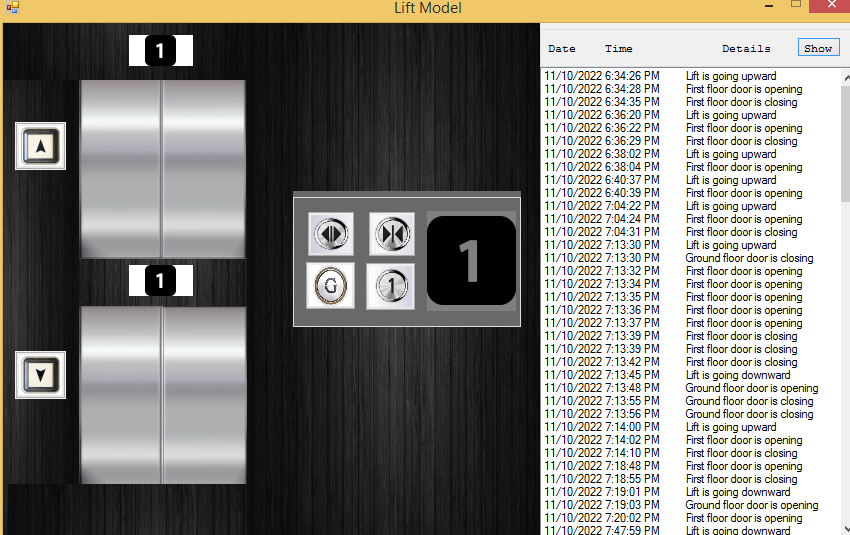 Lift Model
1
1
G
1
1
Date Time Details Show
11/10/2022 6:34:26 PM Lift is going upward
11/10/2022 6:34:28 PM First floor door is opening
11/10/2022 6:34:35 PM First floor door is closing
11/10/2022 6:36:20 PM Lift is going upward
11/10/2022 6:36:22 PM First floor door is opening
11/10/2022 6:36:29 PM First floor door is closing
11/10/2022 6:38:02 PM Lift is going upward
11/10/2022 6:38:04 PM First floor door is opening
11/10/2022 6:40:37 PM Lift is going upward
11/10/2022 6:40:39 PM First floor door is opening
11/10/2022 7:04:22 PM Lift is going upward
11/10/2022 7:04:24 PM First floor door is opening
11/10/2022 7:04:31 PM First floor door is closing
11/10/2022 7:13:30 PM Lift is going upward
11/10/2022 7:13:30 PM Ground floor door is closing
11/10/2022 7:13:32 PM First floor door is opening
11/10/2022 7:13:34 PM First floor door is opening
11/10/2022 7:13:35 PM First floor door is opening
11/10/2022 7:13:36 PM First floor door is opening
11/10/2022 7:13:37 PM First floor door is opening
11/10/2022 7:13:39 PM First floor door is closing
11/10/2022 7:13:39 PM First floor door is closing
11/10/2022 7:13:42 PM First floor door is closing
11/10/2022 7:13:45 PM Lift is going downward
11/10/2022 7:13:48 PM Ground floor door is opening
11/10/2022 7:13:55 PM Ground floor door is closing
11/10/2022 7:13:56 PM Ground floor door is closing
11/10/2022 7:14:00 PM Lift is going upward
11/10/2022 7:14:02 PM First floor door is opening
11/10/2022 7:14:10 PM First floor door is closing
11/10/2022 7:18:48 PM First floor door is opening
11/10/2022 7:18:55 PM First floor door is closing
11/10/2022 7:19:01 PM Lift is going downward
11/10/2022 7:19:03 PM Ground floor door is opening
11/10/2022 7:20:02 PM First floor door is opening
11/10/2022 7:47:59 PM Lift is going downward